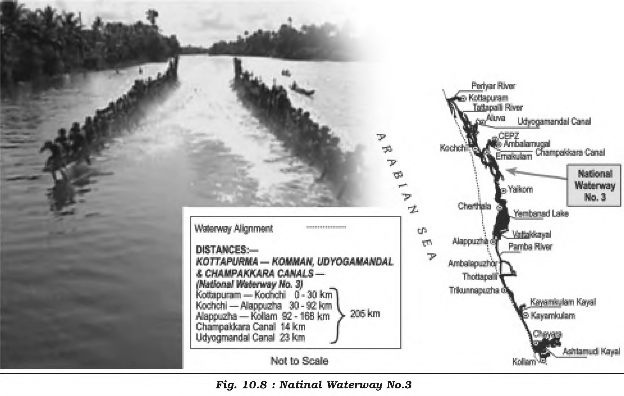 Periyar River
Kottapuram
Tattapalli River
Aluva
Udyogamandal Canal
CEPZ
Ambalamugal
Kochchi
Champakkara Canal
Ernakulam
ARABIAN SEA
National
Waterway
No. 3
Vaikom
Cherthala
Vembanad Lake
Vattakkayal
Alappuzha
Pamba River
Ambalapuzhor
Thottapalli
Trikunnapuzha
Kayamkulam Kayal
Kayamkulam
Chavara
Ashtamudi Kayal
Kollam
Waterway Alignment
DISTANCES:—
KOTTAPURMA — KOMMAN, UDYOGAMANDAL
& CHAMPAKKARA CANALS —
(National Waterway No. 3)
Kottapuram — Kochchi 0 -30 km
Kochchi — Alappuzha 30 - 92 km
Alappuzha — Kollam 92 - 168 km
205 km
Champakkara Canal 14 km
Udyogmandal Canal 23 km
Not to Scale
Fig. 10.8 : Natinal Waterway No.3